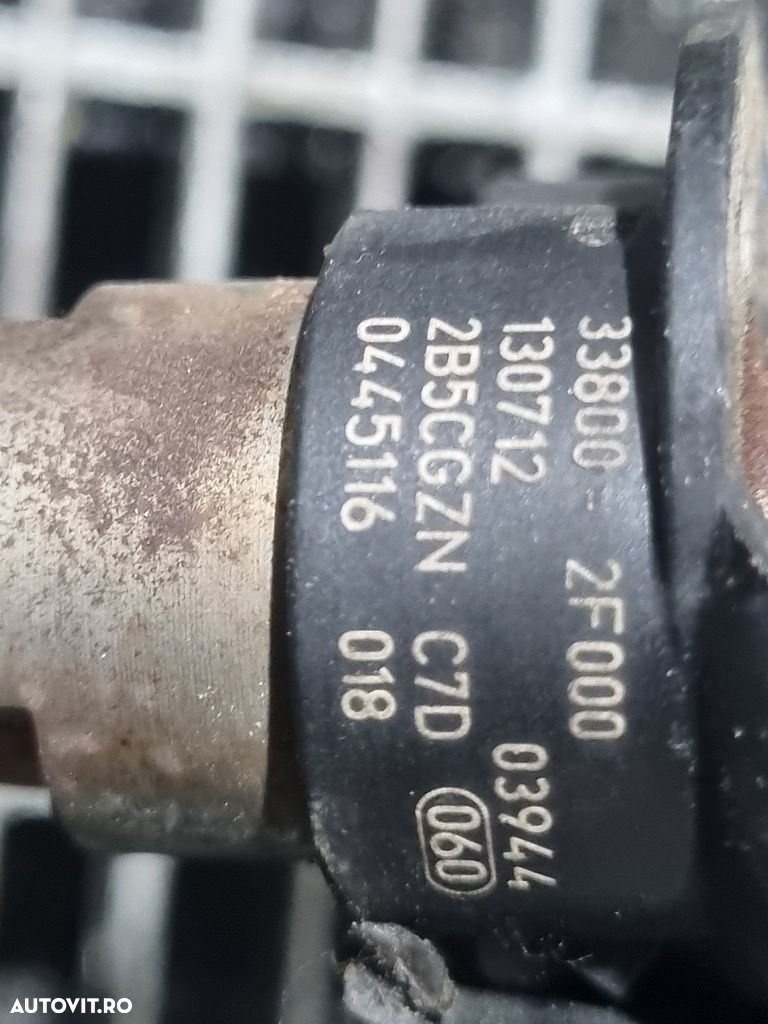 33800- 2F000
130712 03944
2B5CGZN C7D 060
0445116 018
AUTOVIT.RO